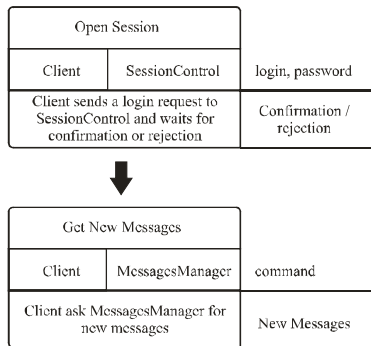 Open Session
Client SessionControl login, password
Client sends a login request to
SessionControl and waits for
confirmation or rejection
Confirmation /
rejection
Get New Messages
Client MessagesManager command
Client ask MessagesManager for
new messages
New Messages